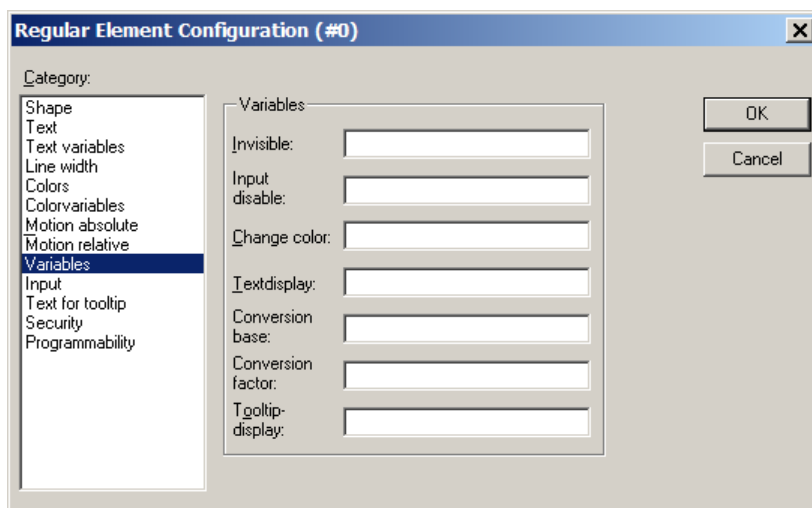 Regular Element Configuration (#0)
Category:
Shape
Text
Text variables
Line width
Colors
Colorvariables
Motion absolute
Motion relative
Variables
Input
Text for tooltip
Security
Programmability
Variables
Invisible:
Input
disable:
Change color:
Textdisplay:
Conversion
base:
Conversion
factor:
Tooltip-
display:
OK
Cancel